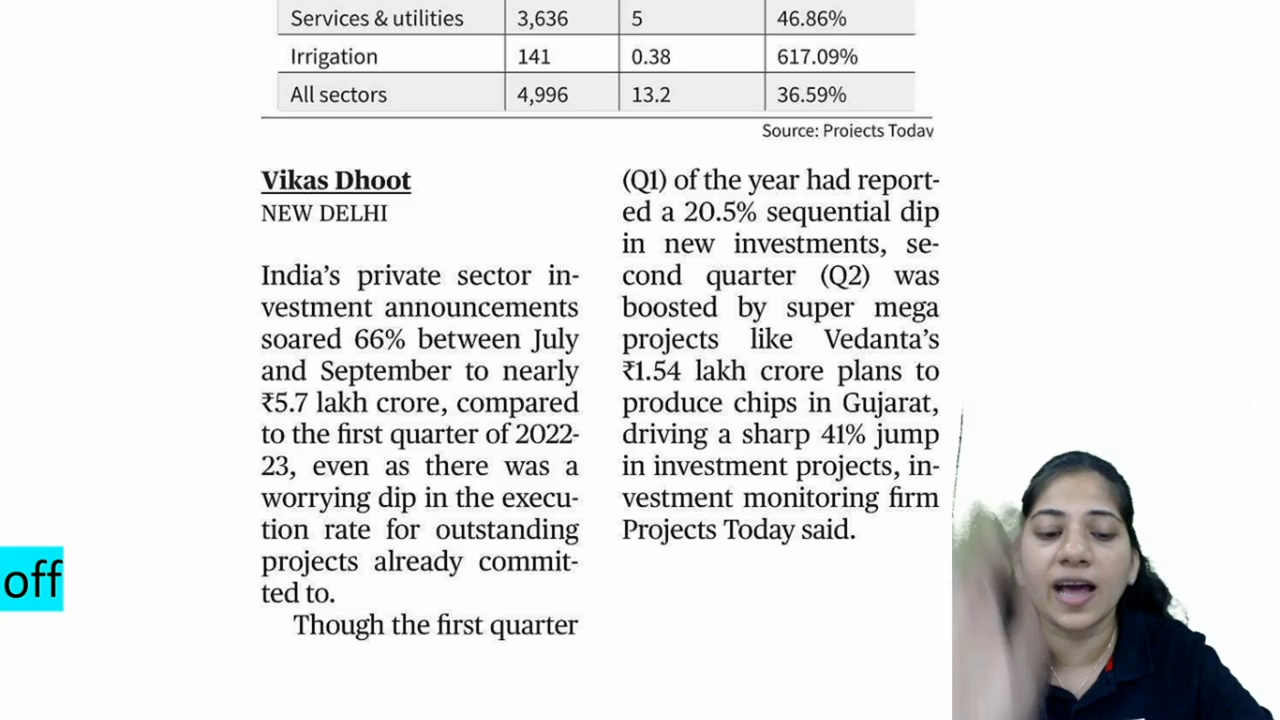 Services & utilities 3,636 5 46.86%
Irrigation 141 0.38 617.09%
All sectors 4,996 13.2 36.59%
Source: Projects Today
Vikas Dhoot
NEW DELHI
India's private sector in-
vestment announcements
soared 66% between July
and September to nearly
₹5.7 lakh crore, compared
to the first quarter of 2022-
23, even as there was a
worrying dip in the execu-
tion rate for outstanding
projects already commit-
ted to.
Though the first quarter
(Q1) of the year had report-
ed a 20.5% sequential dip
in new investments, se-
cond quarter (Q2) was
boosted by super mega
projects like Vedanta's
₹1.54 lakh crore plans to
produce chips in Gujarat,
driving a sharp 41% jump
in investment projects, in-
vestment monitoring firm
Projects Today said.
off